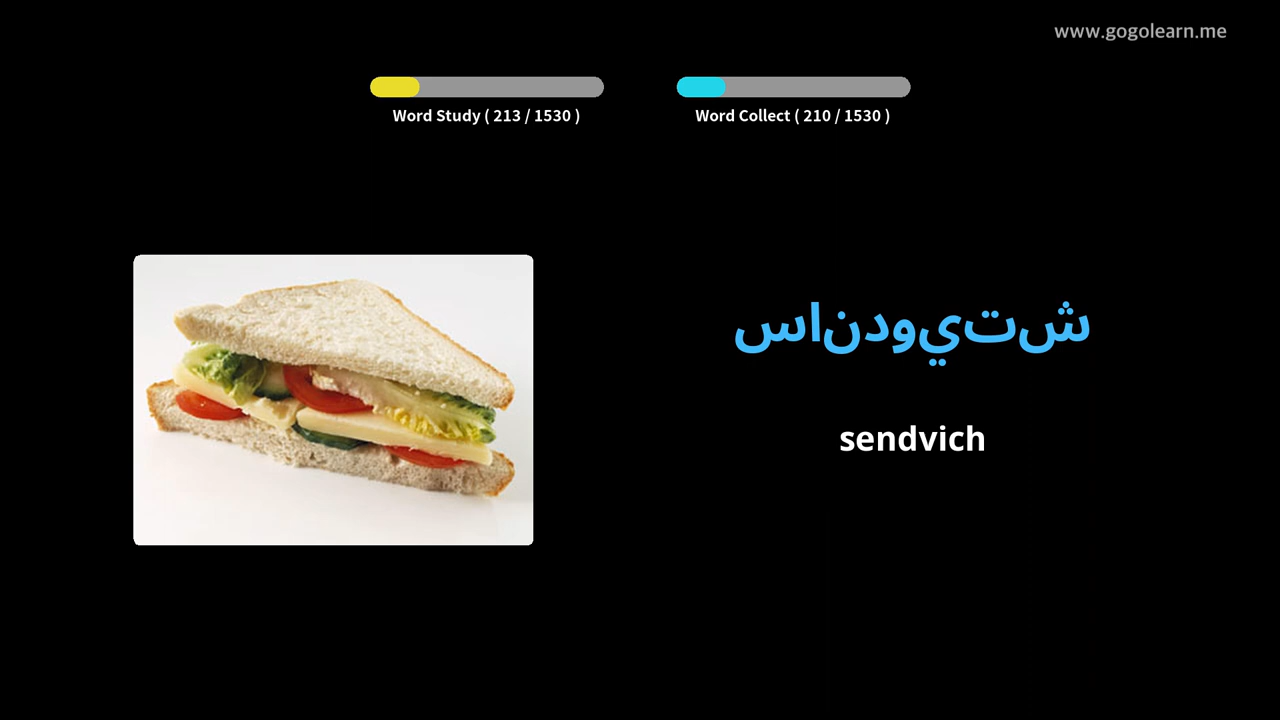 www.gogolearn.me
Word Study ( 213 / 1530 )
Word Collect ( 210 / 1530 )
ساندويتش
sendvich